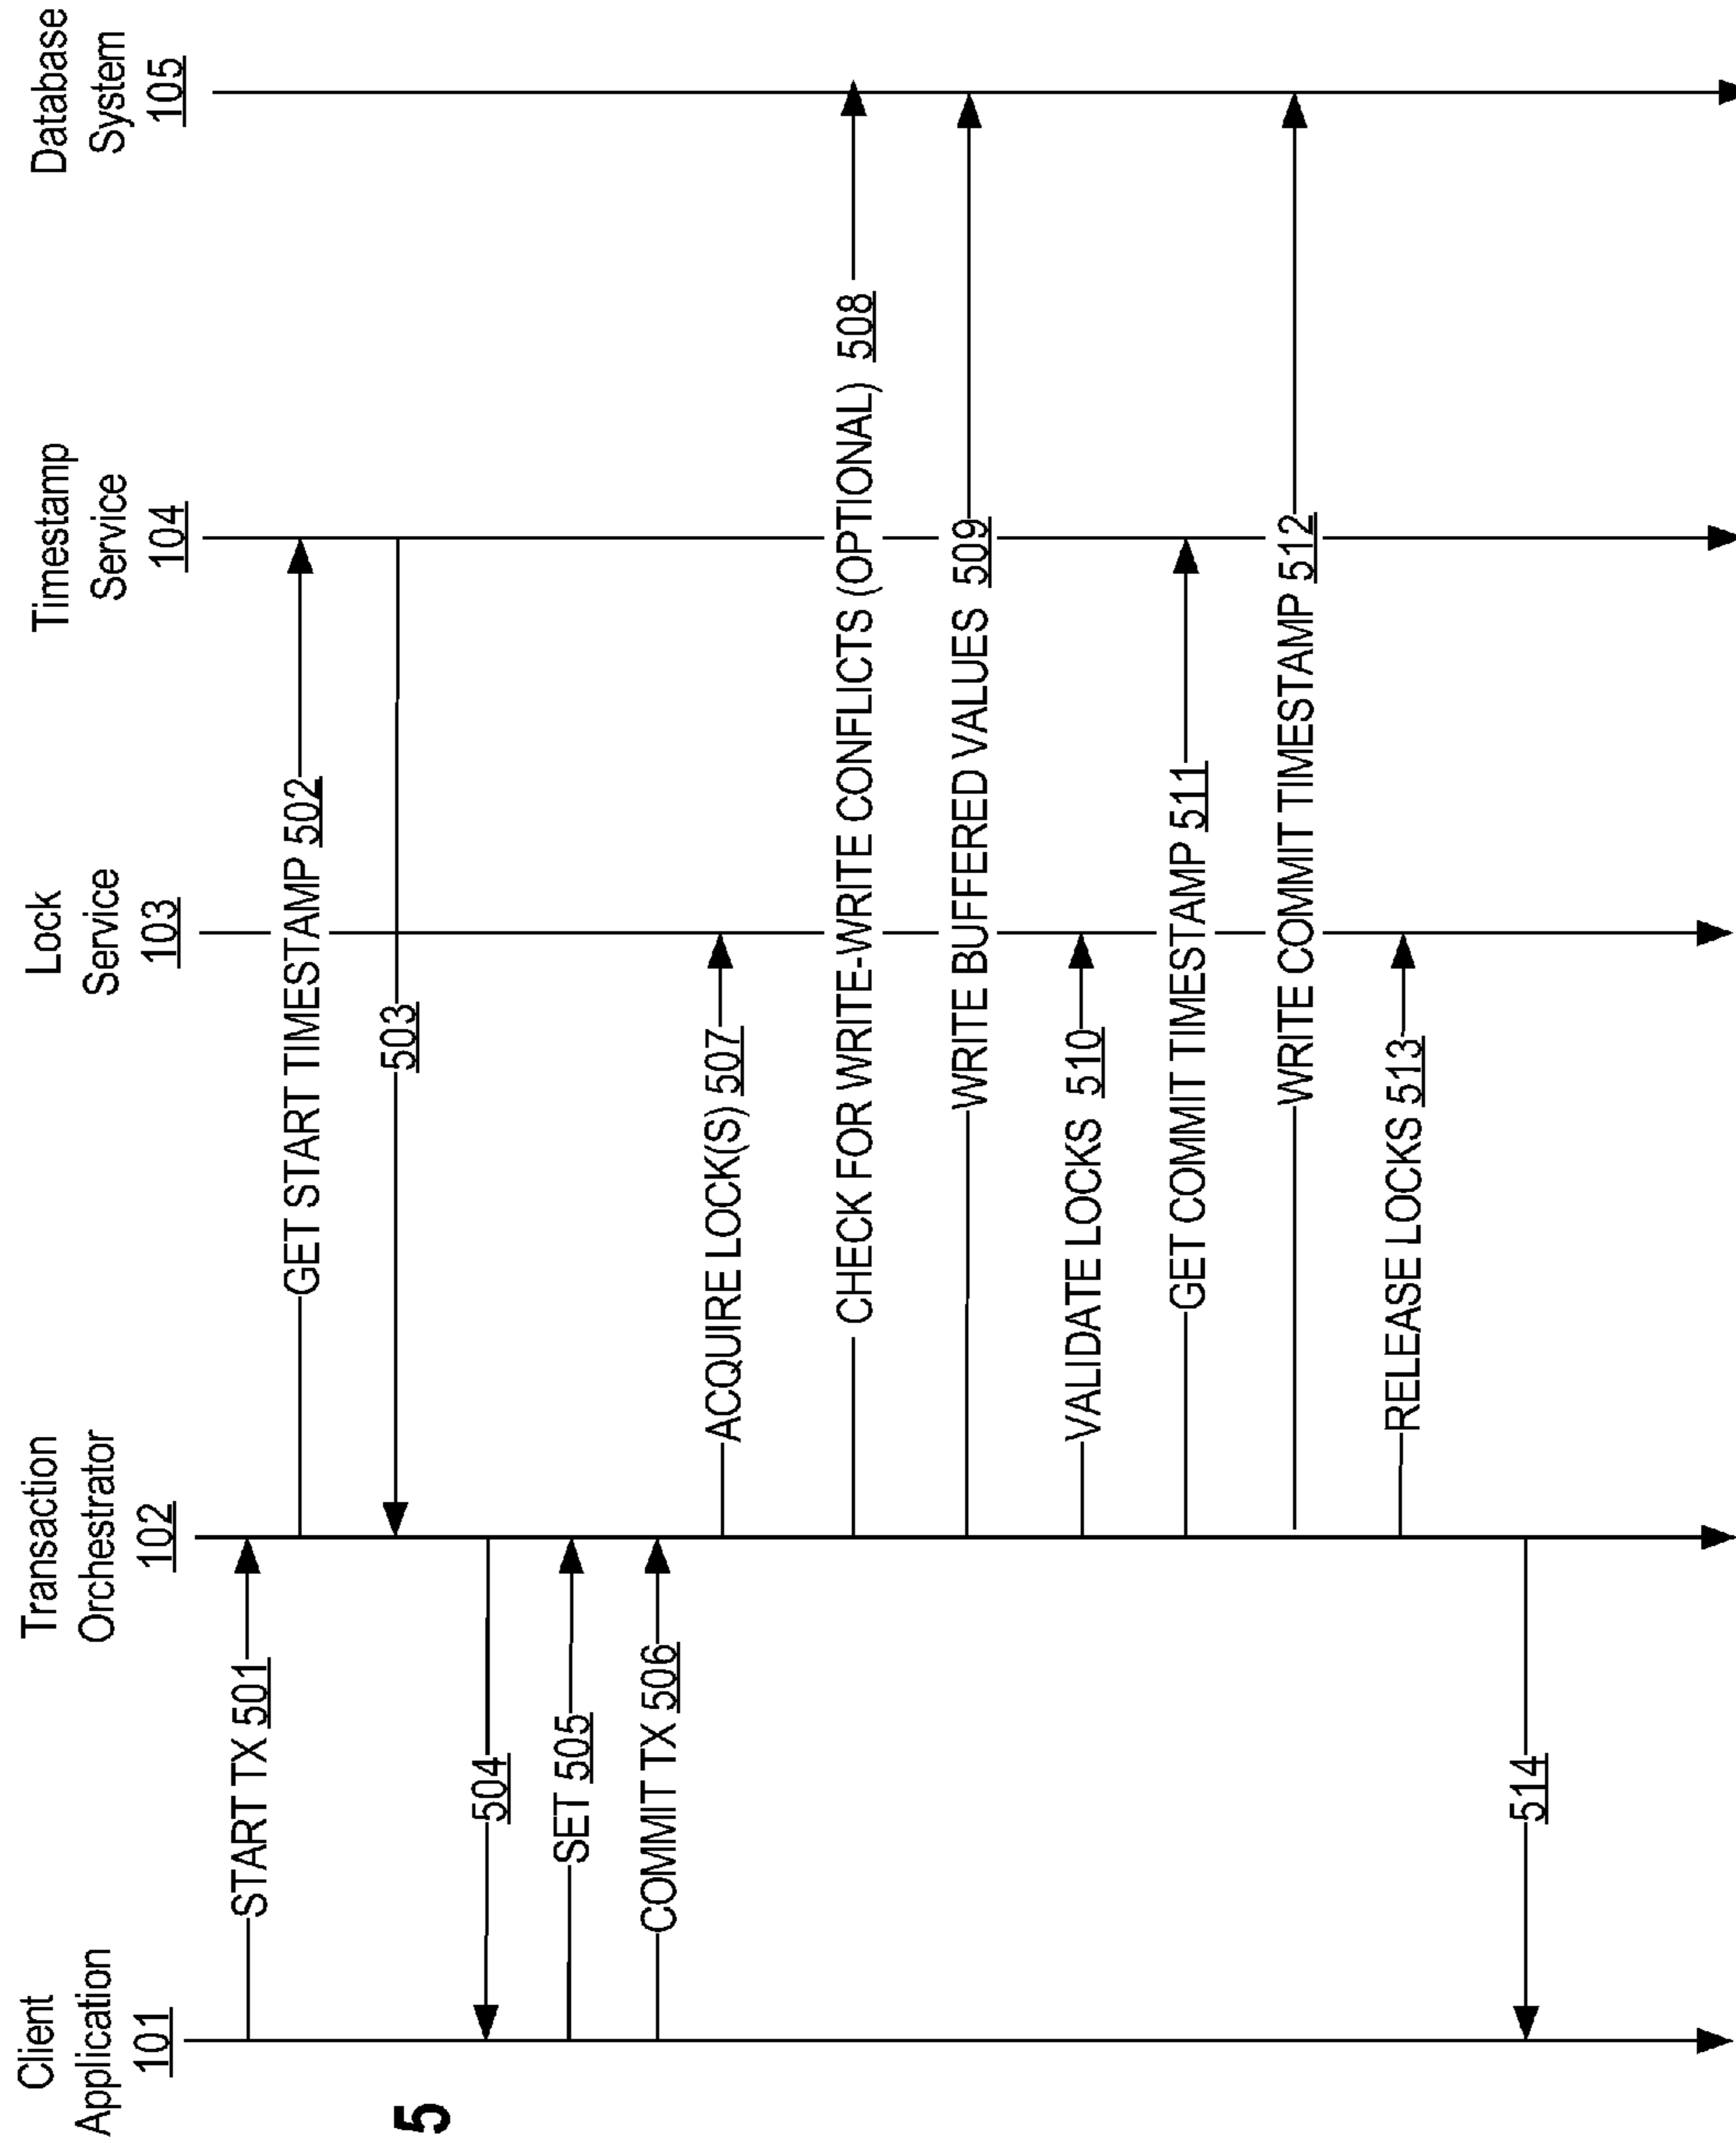 Client
Application
101
Transaction
Orchestrator
102
Lock
Service
103
Timestamp
Service
104
Database
System
105
START TX 501
GET START TIMESTAMP 502
503
504
SET 505
COMMIT TX 506
ACQUIRE LOCK(S) 507
CHECK FOR WRITE-WRITE CONFLICTS (OPTIONAL) 508
WRITE BUFFERED VALUES 509
VALIDATE LOCKS 510
GET COMMIT TIMESTAMP 511
WRITE COMMIT TIMESTAMP 512
RELEASE LOCKS 513
514
5